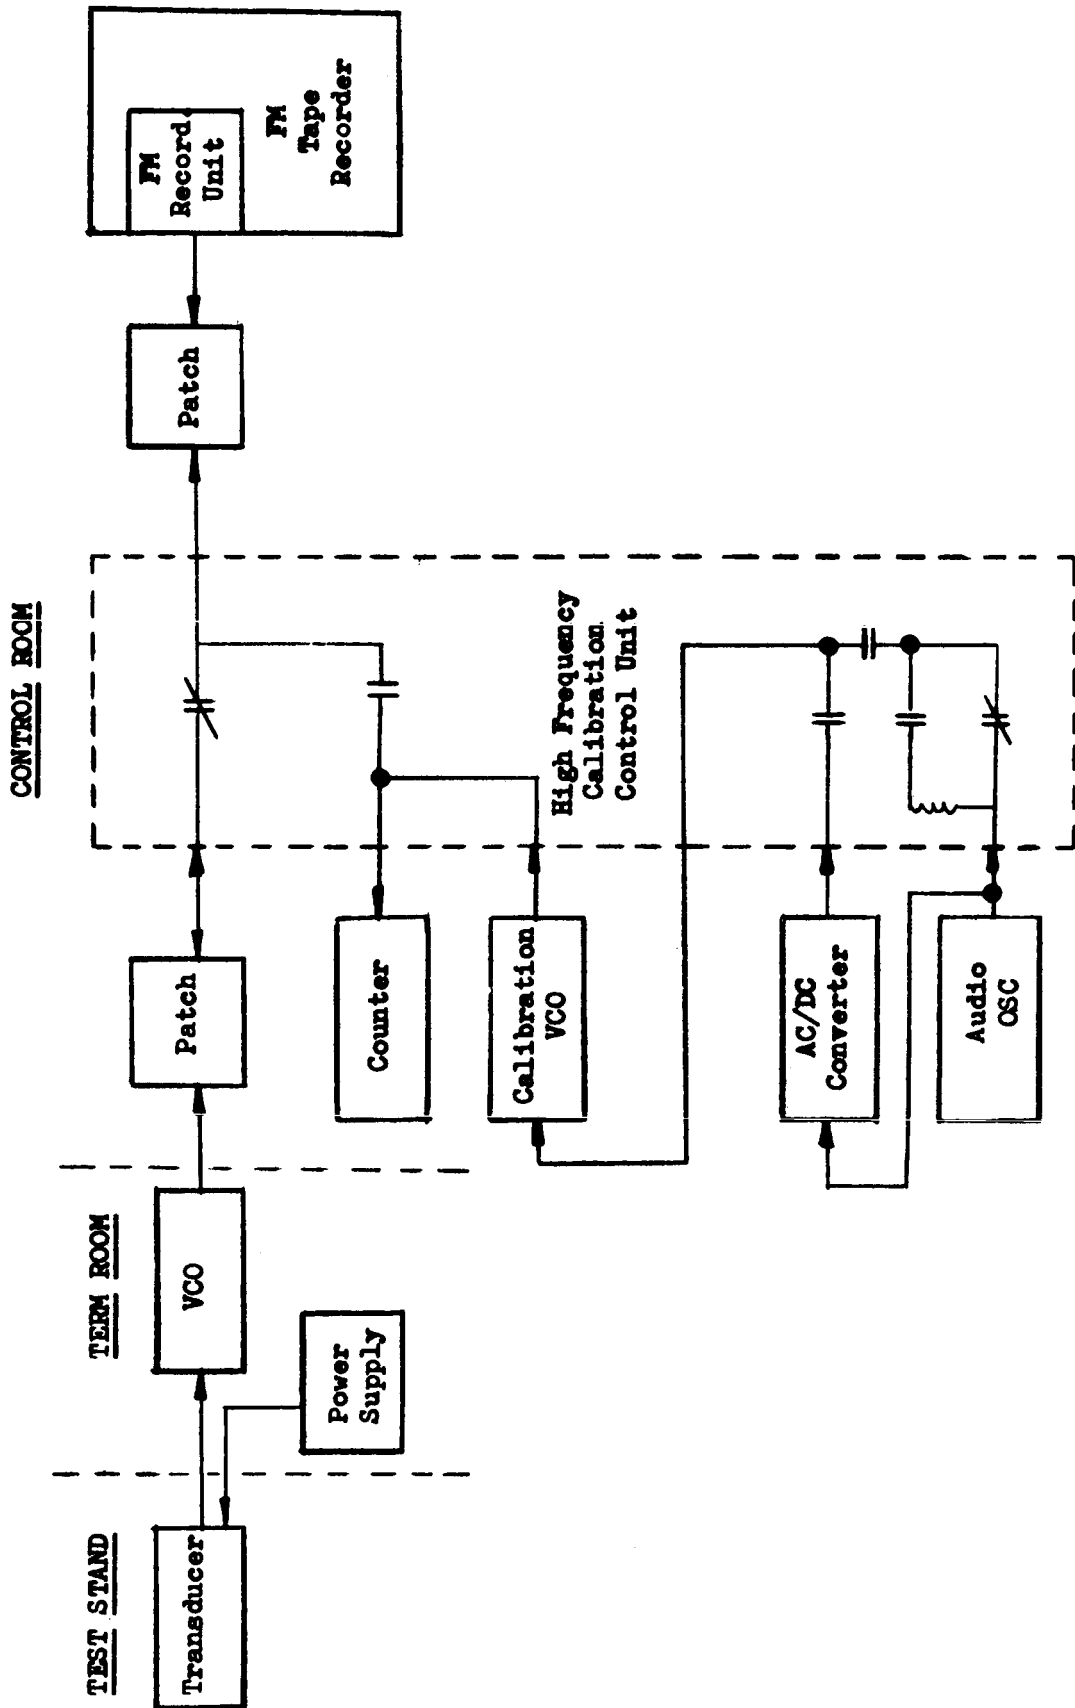 TEST STAND
TERM ROOM
CONTROL ROOM
Transducer
VCO
Power
Supply
Patch
Patch
FM
Record
Unit
FM
Tape
Recorder
Counter
Calibration
VCO
High Frequency
Calibration
Control Unit
AC/DC
Converter
Audio
OSC